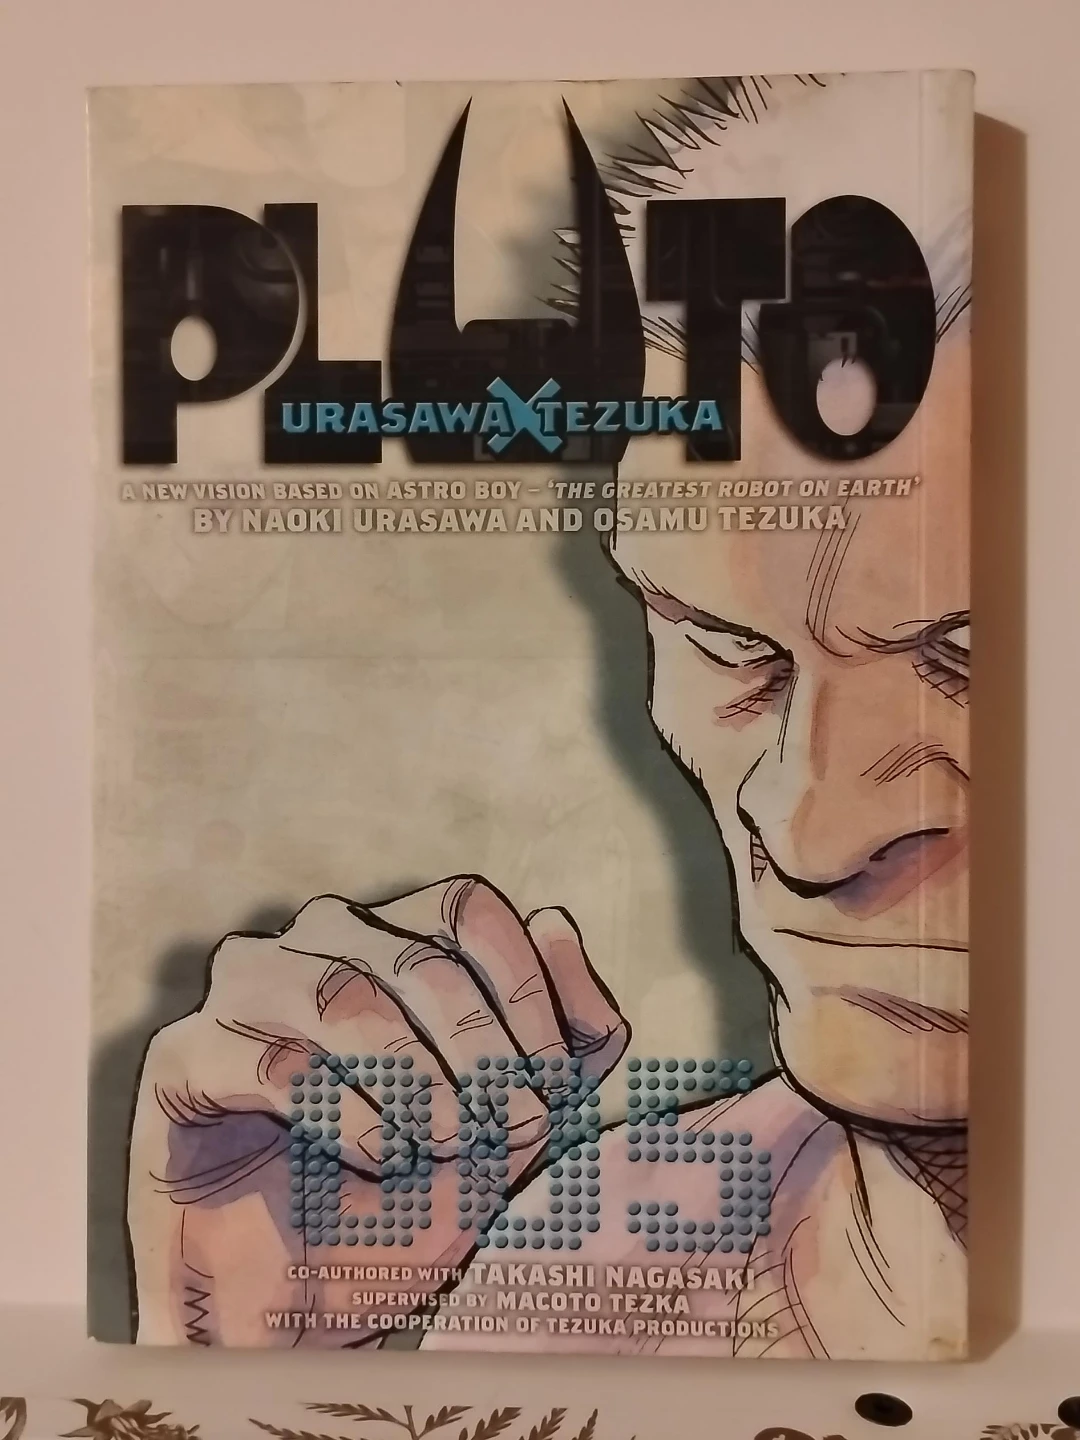 PLUTO
URASAWA X TEZUKA
A NEW VISION BASED ON ASTRO BOY – 'THE GREATEST ROBOT ON EARTH'
BY NAOKI URASAWA AND OSAMU TEZUKA
005
CO-AUTHORED WITH TAKASHI NAGASAKI
SUPERVISED BY MACOTO TEZKA
WITH THE COOPERATION OF TEZUKA PRODUCTIONS